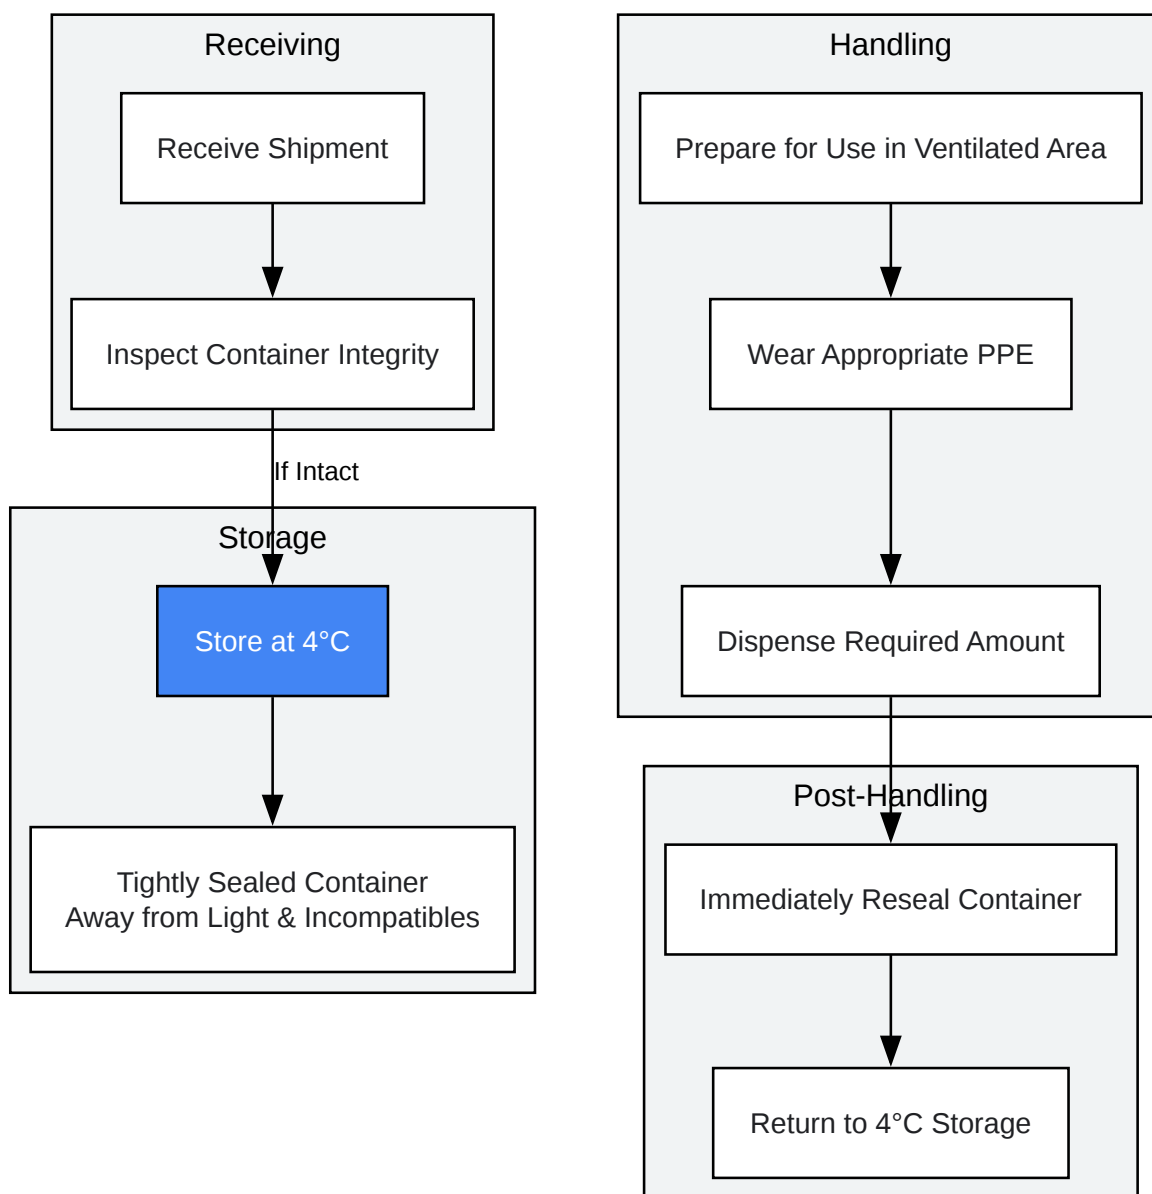 Receiving
Receive Shipment
Inspect Container Integrity
If Intact
Storage
Store at 4°C
Tightly Sealed Container
Away from Light & Incompatibles
Handling
Prepare for Use in Ventilated Area
Wear Appropriate PPE
Dispense Required Amount
Post-Handling
Immediately Reseal Container
Return to 4°C Storage